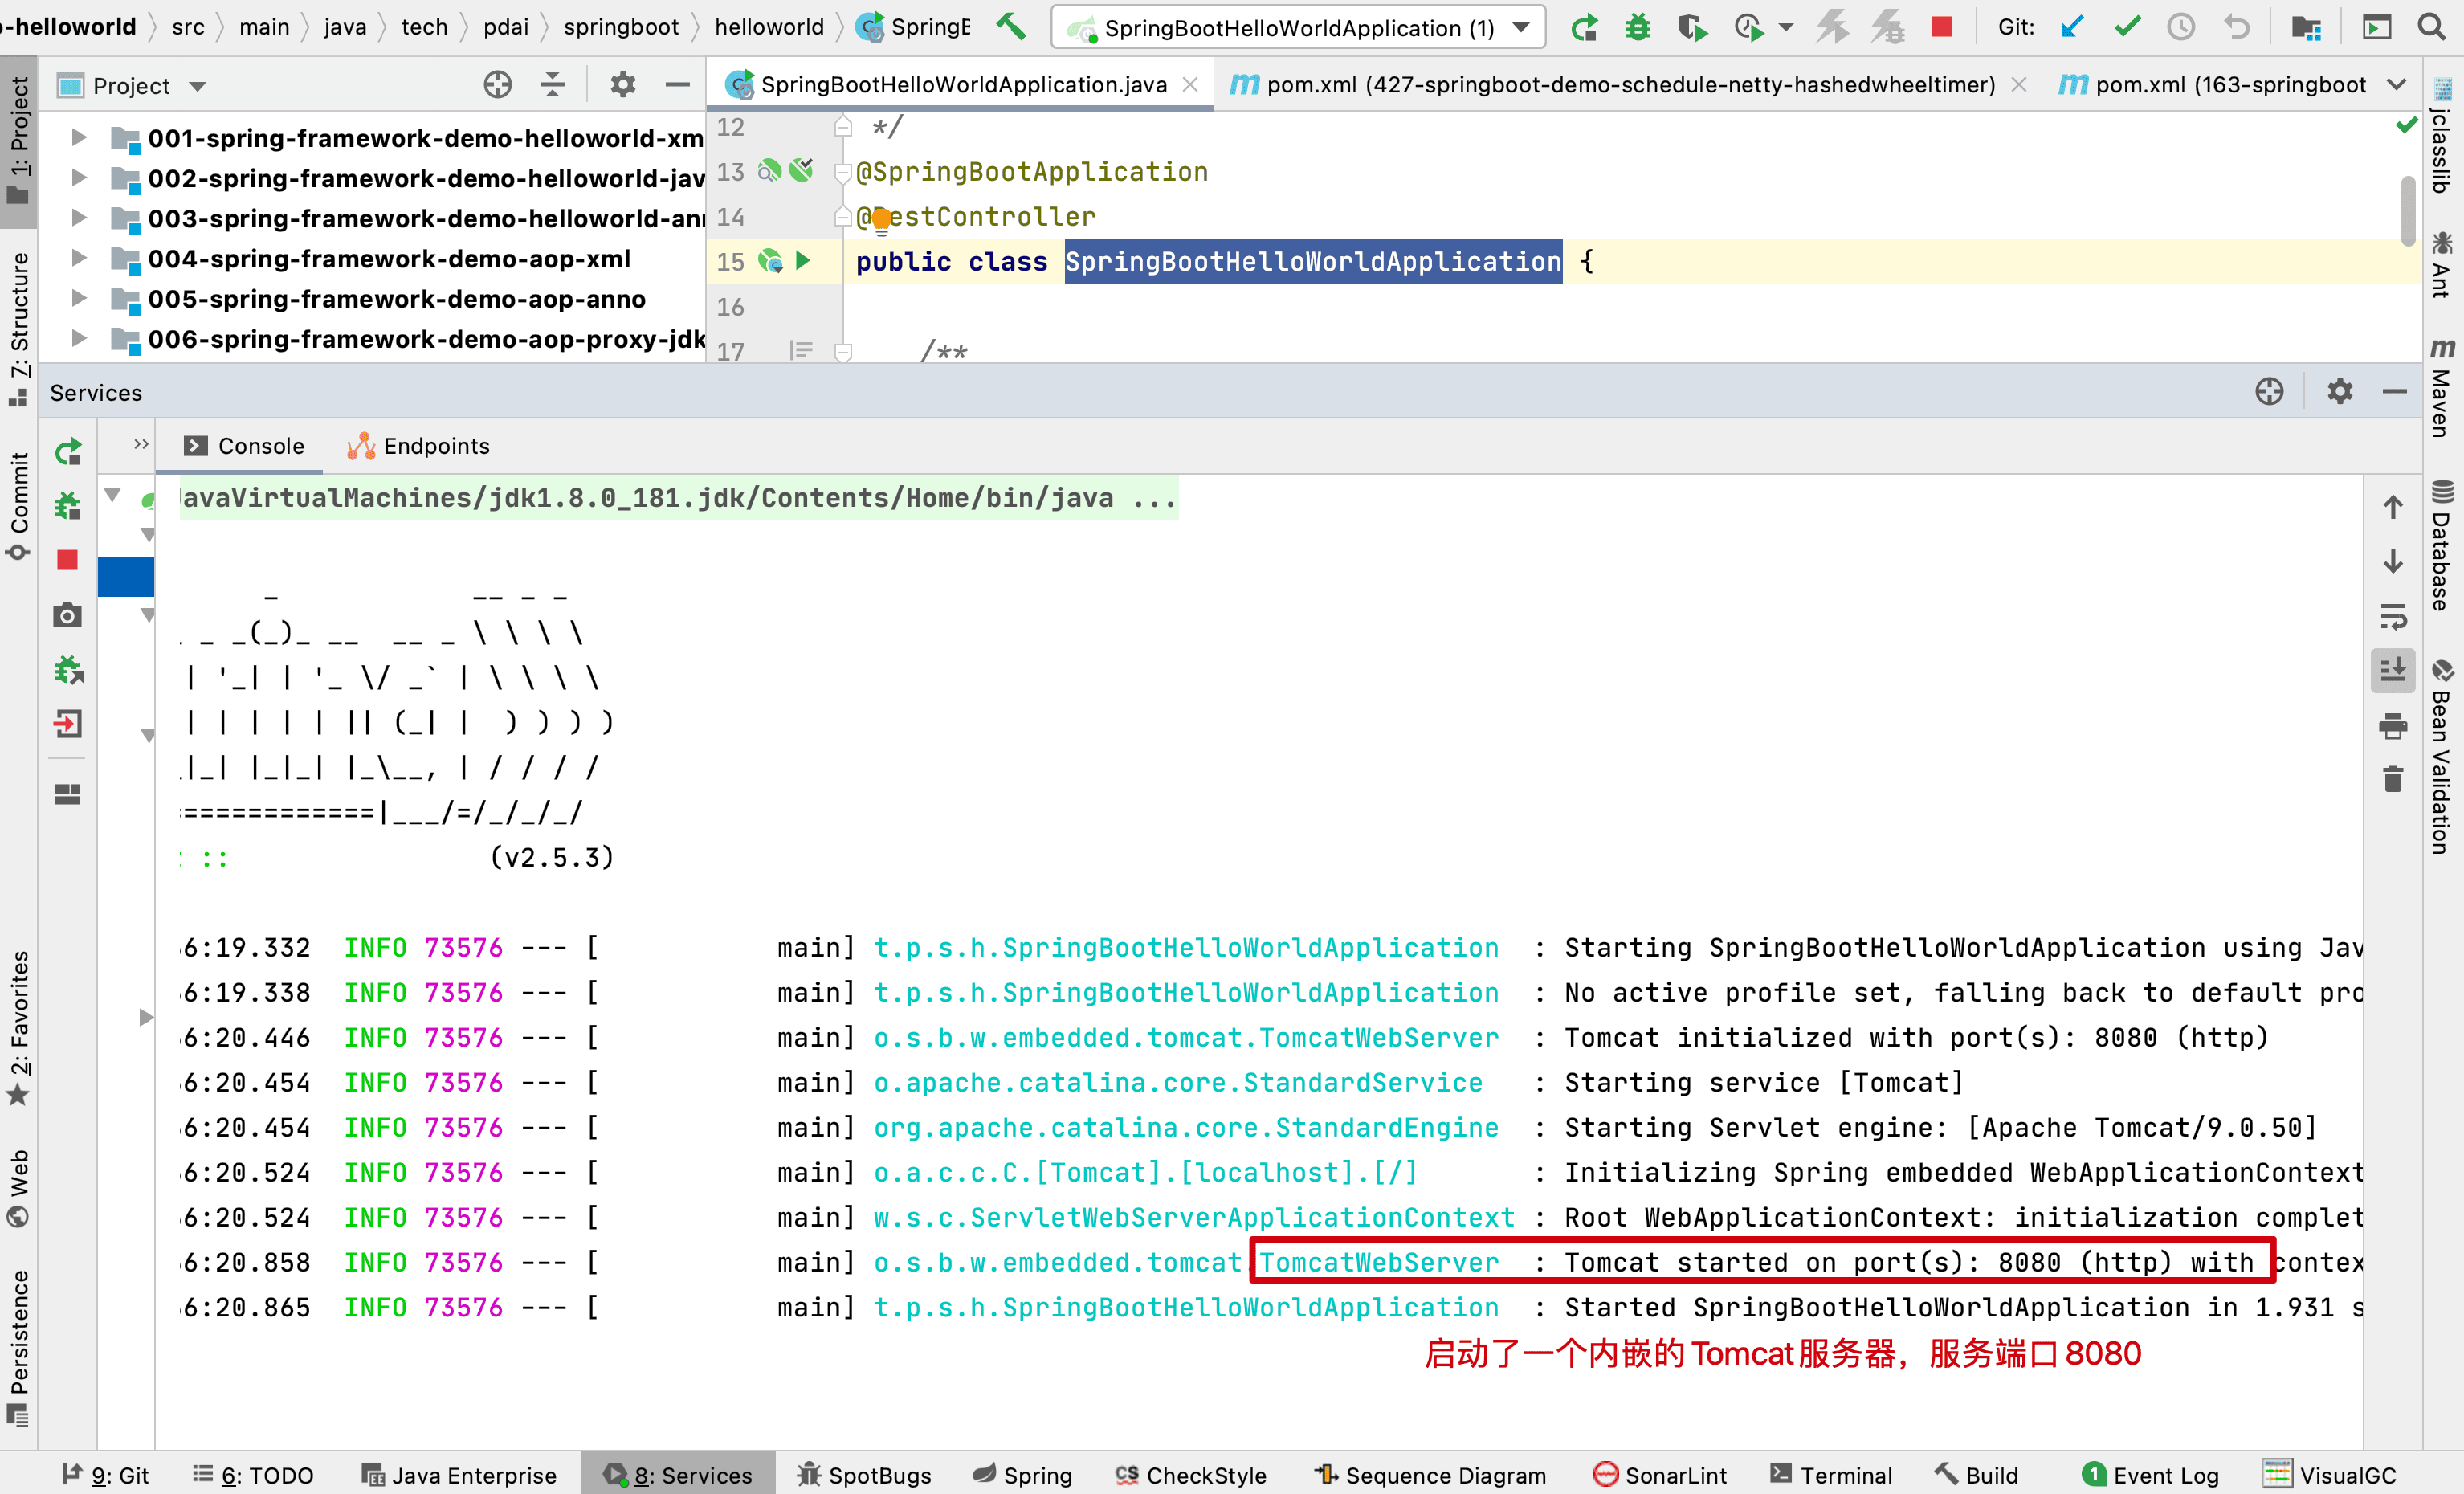 o-helloworld src main java tech pdai springboot helloworld SpringB SpringBootHelloWorldApplication (1) Git:
1: Project
Z: Structure
Commit
2: Favorites
Web
Persistence
Project
001-spring-framework-demo-helloworld-xm
002-spring-framework-demo-helloworld-jav
003-spring-framework-demo-helloworld-ann
004-spring-framework-demo-aop-xml
005-spring-framework-demo-aop-anno
006-spring-framework-demo-aop-proxy-jdk
SpringBootHelloWorldApplication.java pom.xml (427-springboot-demo-schedule-netty-hashedwheeltimer) pom.xml (163-springboot
12 */
13 @SpringBootApplication
14 @RestController
15 public class SpringBootHelloWorldApplication {
16
17 /**
Services
Console Endpoints
JavaVirtualMachines/jdk1.8.0_181.jdk/Contents/Home/bin/java ...
:: (v2.5.3)
6:19.332 INFO 73576 --- [ main] t.p.s.h.SpringBootHelloWorldApplication : Starting SpringBootHelloWorldApplication using Jav
6:19.338 INFO 73576 --- [ main] t.p.s.h.SpringBootHelloWorldApplication : No active profile set, falling back to default pro
6:20.446 INFO 73576 --- [ main] o.s.b.w.embedded.tomcat.TomcatWebServer : Tomcat initialized with port(s): 8080 (http)
6:20.454 INFO 73576 --- [ main] o.apache.catalina.core.StandardService : Starting service [Tomcat]
6:20.454 INFO 73576 --- [ main] org.apache.catalina.core.StandardEngine : Starting Servlet engine: [Apache Tomcat/9.0.50]
6:20.524 INFO 73576 --- [ main] o.a.c.c.C.[Tomcat].[localhost].[/] : Initializing Spring embedded WebApplicationContext
6:20.524 INFO 73576 --- [ main] w.s.c.ServletWebServerApplicationContext : Root WebApplicationContext: initialization complet
6:20.858 INFO 73576 --- [ main] o.s.b.w.embedded.tomcat.TomcatWebServer : Tomcat started on port(s): 8080 (http) with contex
6:20.865 INFO 73576 --- [ main] t.p.s.h.SpringBootHelloWorldApplication : Started SpringBootHelloWorldApplication in 1.931 s
启动了一个内嵌的Tomcat服务器，服务端口8080
jclasslib
Ant
Maven
Database
Bean Validation
9: Git 6: TODO Java Enterprise 8: Services SpotBugs Spring CheckStyle Sequence Diagram SonarLint Terminal Build 1 Event Log VisualGC